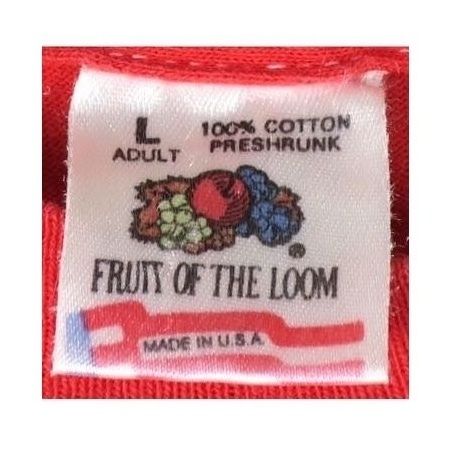 L 100% COTTON
ADULT PRESHRUNK
®
FRUIT OF THE LOOM
MADE IN U.S.A.